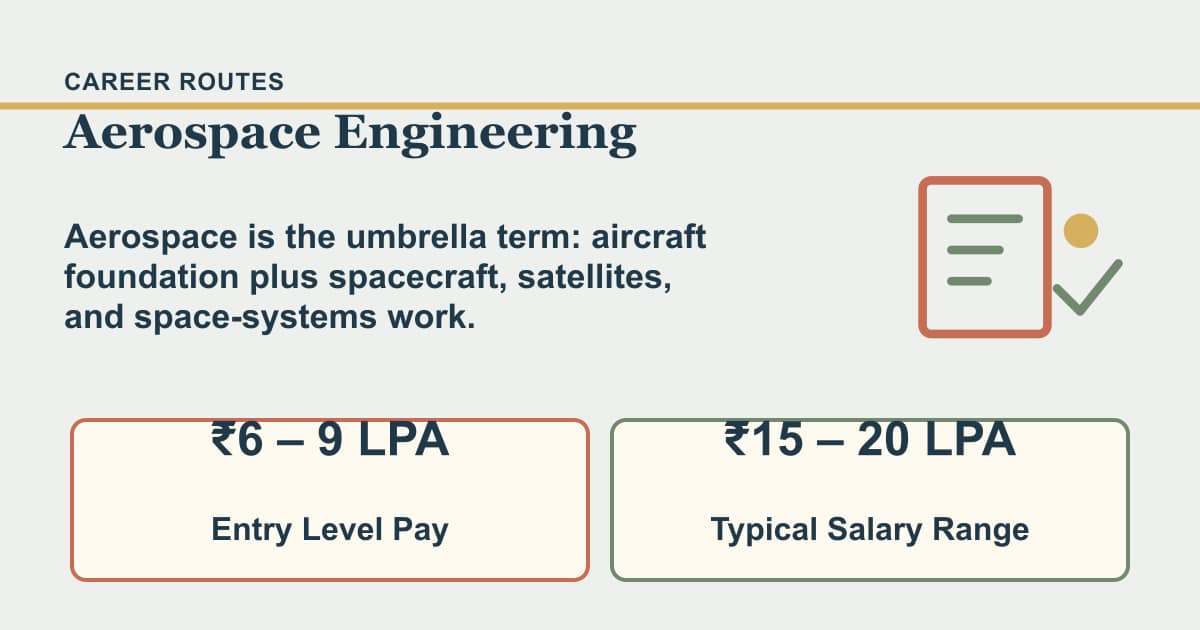 CAREER ROUTES
Aerospace Engineering
Aerospace is the umbrella term: aircraft
foundation plus spacecraft, satellites,
and space-systems work.
₹6 – 9 LPA
Entry Level Pay
₹15 – 20 LPA
Typical Salary Range